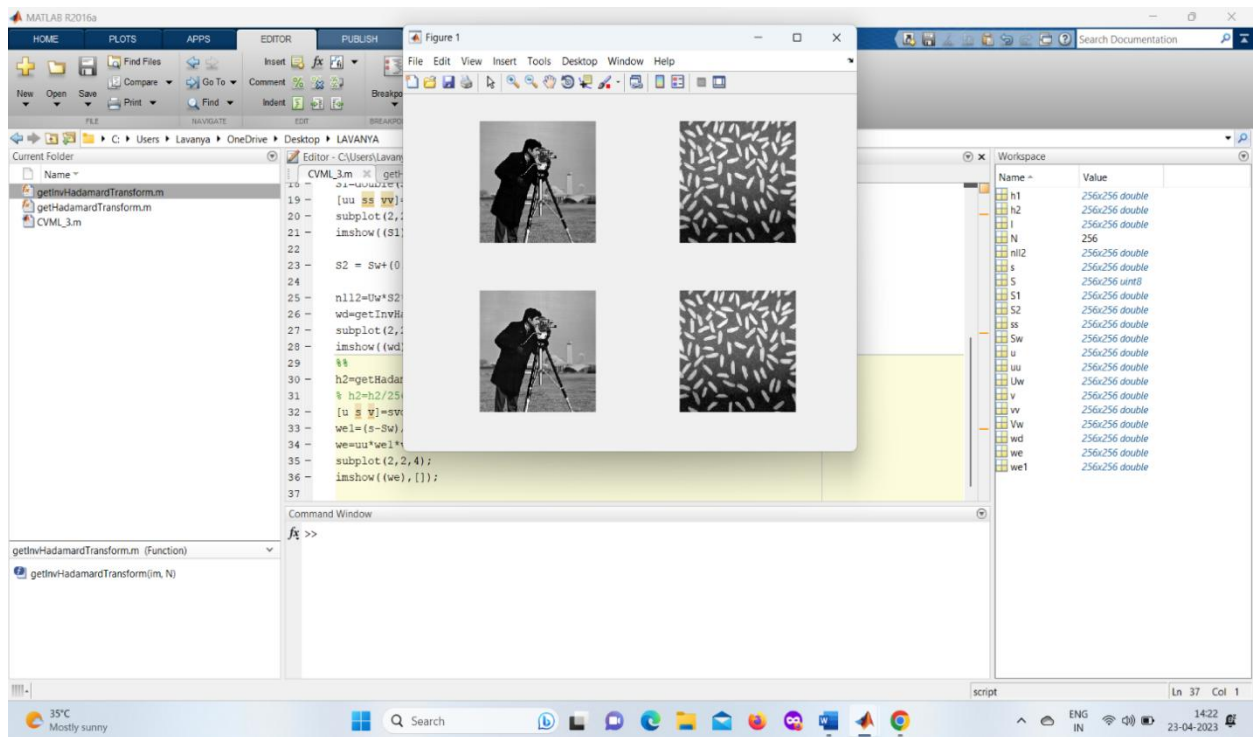 MATLAB R2016a
HOME PLOTS APPS EDITOR PUBLISH
Search Documentation
New Open Save
Find Files
Compare
Print
Go To
Find
Insert
Comment
Indent
FILE NAVIGATE EDIT
C: Users Lavanya OneDrive Desktop LAVANYA
Current Folder
Name
getInvHadamardTransform.m
getHadamardTransform.m
CVML_3.m
getInvHadamardTransform.m (Function)
getInvHadamardTransform(im, N)
Editor - C:\Users\Lavany
CVML_3.m
19 [uu ss vv]=
20 subplot(2,2
21 imshow((S1)
22
23 S2 = Sw+(0
24
25 nll2=Uw*S2
26 wd=getInvHa
27 subplot(2,2
28 imshow((wd)
29 %%
30 h2=getHadar
31 % h2=h2/25
32 [u s v]=svd
33 we1=(s-Sw)
34 we=uu*we1*
35 subplot(2,2,4);
36 imshow((we),[]);
37
Figure 1
File Edit View Insert Tools Desktop Window Help
Command Window
fx >>
Workspace
Name Value
h1 256x256 double
h2 256x256 double
I 256x256 double
N 256
nll2 256x256 double
s 256x256 double
S 256x256 uint8
S1 256x256 double
S2 256x256 double
ss 256x256 double
Sw 256x256 double
u 256x256 double
uu 256x256 double
Uw 256x256 double
v 256x256 double
vv 256x256 double
Vw 256x256 double
wd 256x256 double
we 256x256 double
we1 256x256 double
script Ln 37 Col 1
35°C
Mostly sunny
Search
ENG
IN
14:22
23-04-2023